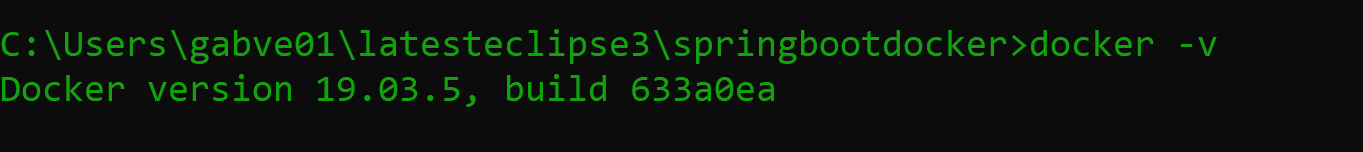 C:\Users\gabve01\latesteclipse3\springbootdocker>docker -v
Docker version 19.03.5, build 633a0ea